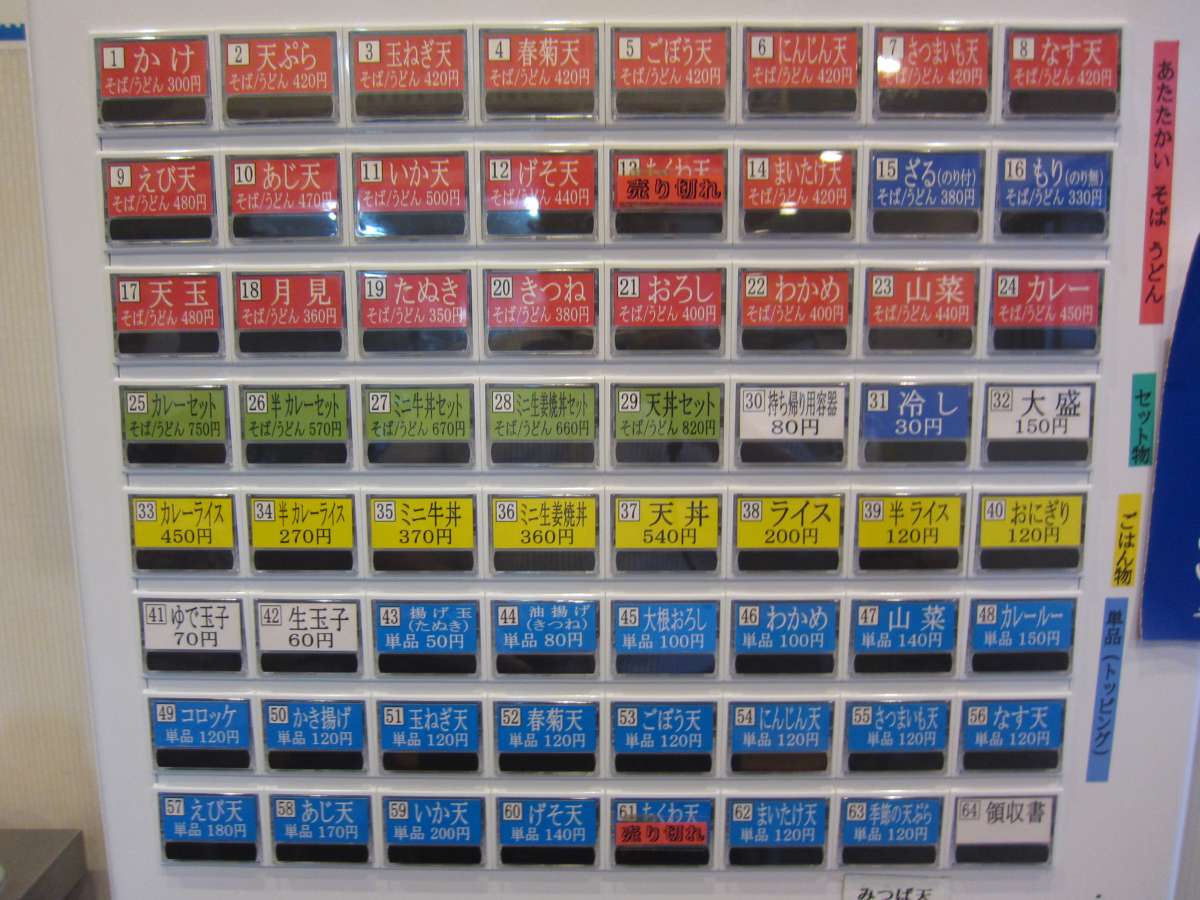 1 かけ
そば/うどん 300円
2 天ぷら
そば/うどん 420円
3 玉ねぎ天
そば/うどん 420円
4 春菊天
そば/うどん 420円
5 ごぼう天
そば/うどん 420円
6 にんじん天
そば/うどん 420円
7 さつまいも天
そば/うどん 420円
8 なす天
そば/うどん 420円
9 えび天
そば/うどん 480円
10 あじ天
そば/うどん 470円
11 いか天
そば/うどん 500円
12 げそ天
そば/うどん 440円
13 ちくわ天
売り切れ
14 まいたけ天
そば/うどん 420円
15 ざる(のり付)
そば/うどん 380円
16 もり(のり無)
そば/うどん 330円
17 天玉
そば/うどん 480円
18 月見
そば/うどん 360円
19 たぬき
そば/うどん 350円
20 きつね
そば/うどん 380円
21 おろし
そば/うどん 400円
22 わかめ
そば/うどん 400円
23 山菜
そば/うどん 440円
24 カレー
そば/うどん 450円
25 カレーセット
そば/うどん 750円
26 半カレーセット
そば/うどん 570円
27 ミニ牛丼セット
そば/うどん 670円
28 ミニ生姜焼丼セット
そば/うどん 660円
29 天丼セット
そば/うどん 820円
30 持ち帰り用容器
80円
31 冷し
30円
32 大盛
150円
33 カレーライス
450円
34 半カレーライス
270円
35 ミニ牛丼
370円
36 ミニ生姜焼丼
360円
37 天丼
540円
38 ライス
200円
39 半ライス
120円
40 おにぎり
120円
41 ゆで玉子
70円
42 生玉子
60円
43 揚げ玉
(たぬき)
単品 50円
44 油揚げ
(きつね)
単品 80円
45 大根おろし
単品 100円
46 わかめ
単品 100円
47 山菜
単品 140円
48 カレールー
単品 150円
49 コロッケ
単品 120円
50 かき揚げ
単品 120円
51 玉ねぎ天
単品 120円
52 春菊天
単品 120円
53 ごぼう天
単品 120円
54 にんじん天
単品 120円
55 さつまいも天
単品 120円
56 なす天
単品 120円
57 えび天
単品 180円
58 あじ天
単品 170円
59 いか天
単品 200円
60 げそ天
単品 140円
61 ちくわ天
売り切れ
62 まいたけ天
単品 120円
63 季節の天ぷら
単品 120円
64 領収書
みつば天
あたたかい そば うどん
セット物
ごはん物
単品(トッピング)